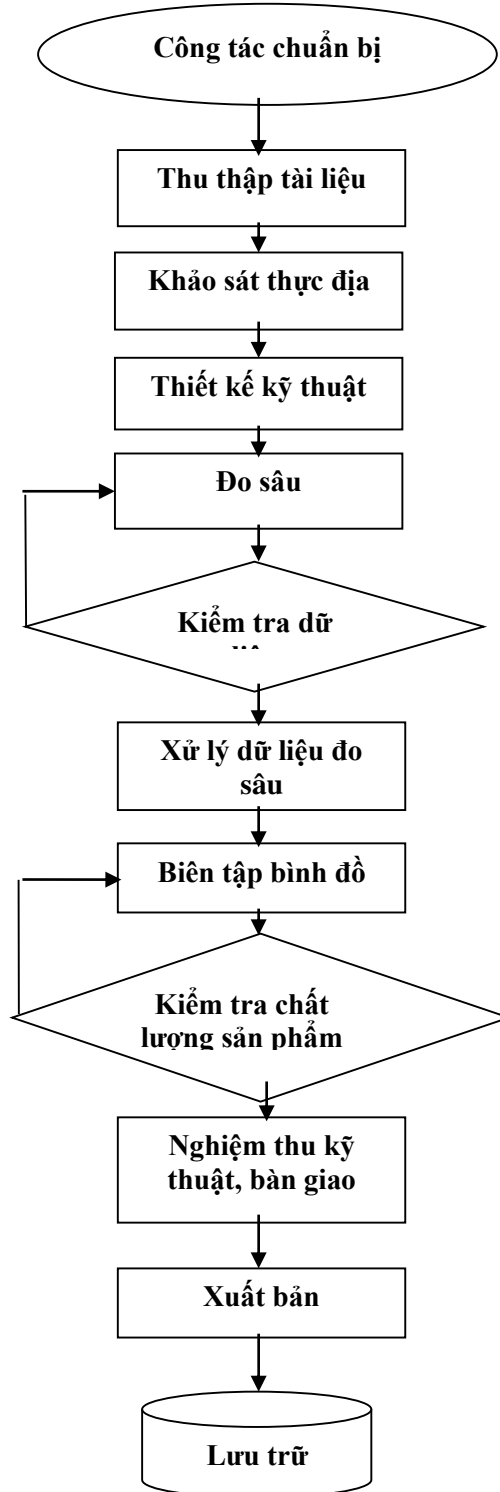 Công tác chuẩn bị
Thu thập tài liệu
Khảo sát thực địa
Thiết kế kỹ thuật
Đo sâu
Kiểm tra dữ
Xử lý dữ liệu đo
sâu
Biên tập bình đồ
Kiểm tra chất
lượng sản phẩm
Nghiệm thu kỹ
thuật, bàn giao
Xuất bản
Lưu trữ